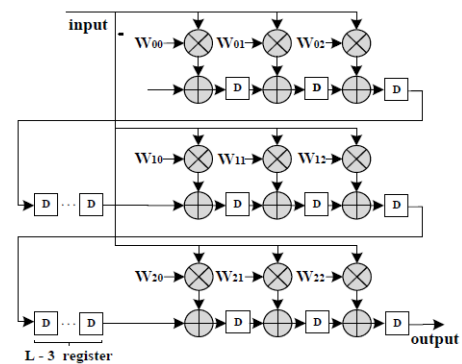 input
W00 W01 W02
D D D
W10 W11 W12
D ... D D D D
W20 W21 W22
D ... D D D D
output
L - 3 register